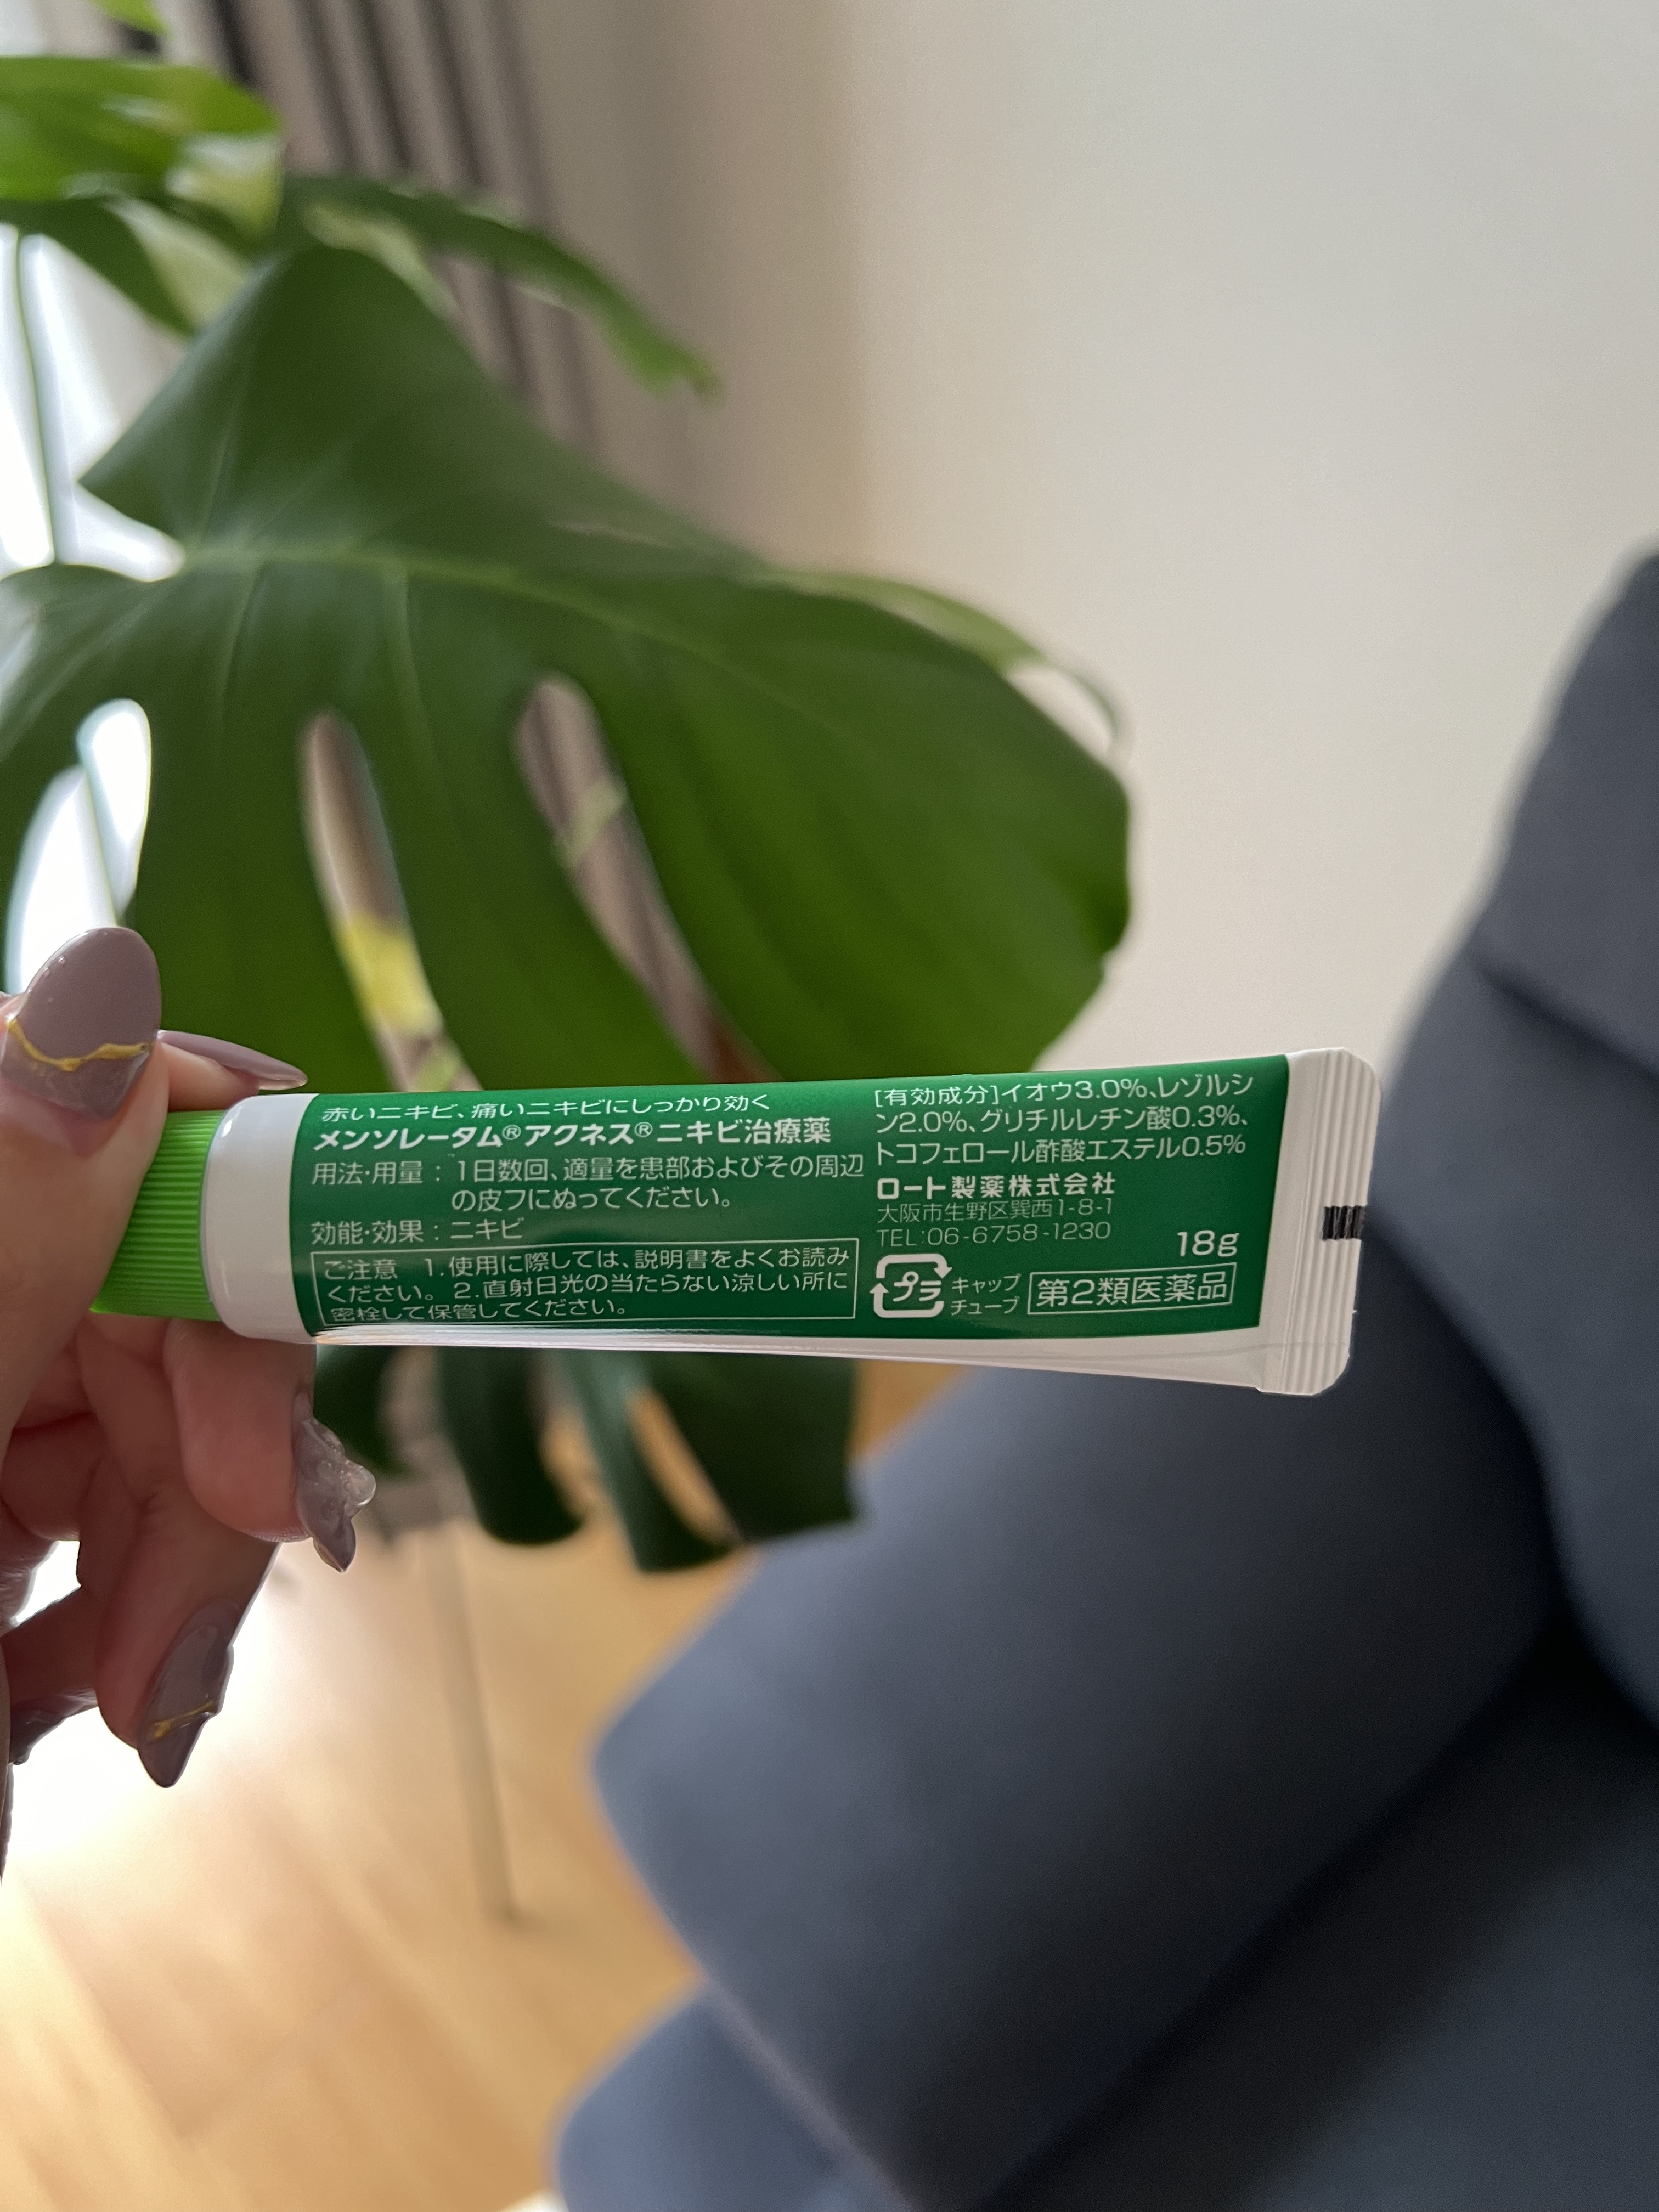 赤いニキビ、痛いニキビにしっかり効く
メンソレータム®アクネス®ニキビ治療薬
用法・用量：1日数回、適量を患部およびその周辺
の皮フにぬってください。
効能・効果：ニキビ
ご注意 1.使用に際しては、説明書をよくお読み
ください。2.直射日光の当たらない涼しい所に
密栓して保管してください。
[有効成分]イオウ3.0%、レゾルシ
ン2.0%、グリチルレチン酸0.3%、
トコフェロール酢酸エステル0.5%
ロート製薬株式会社
大阪市生野区巽西1-8-1
TEL:06-6758-1230
18g
プラ
キャップ
チューブ
第2類医薬品